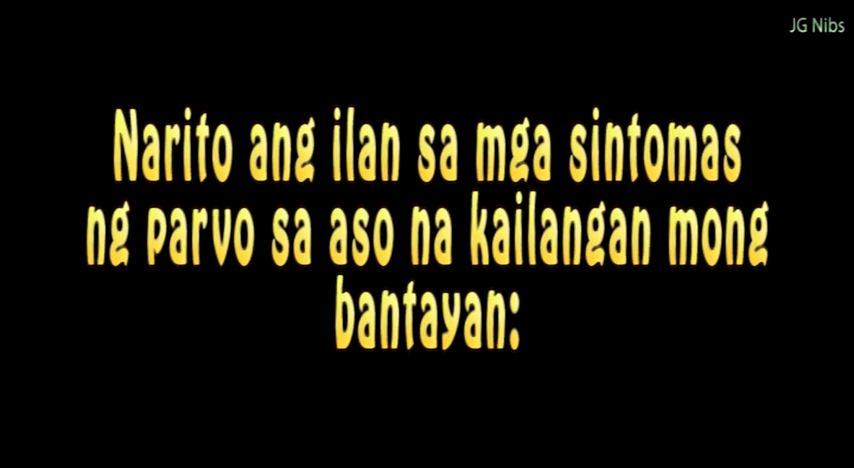 JG Nibs
Narito ang ilan sa mga sintomas
ng parvo sa aso na kailangan mong
bantayan: